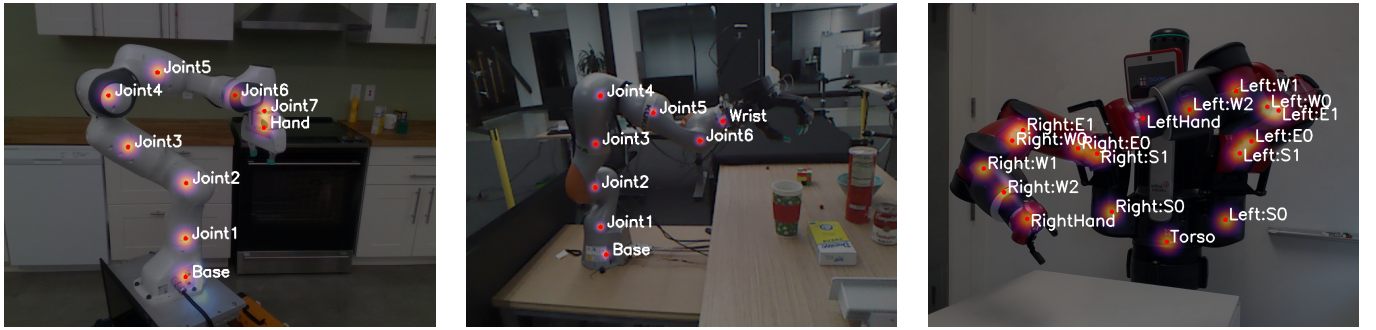 Joint5
Joint4
Joint6
Joint7
Hand
Joint3
Joint2
Joint1
Base
Joint4
Joint5
Wrist
Joint6
Joint3
Joint2
Joint1
Base
Left:W1
Left:W0
Left:W2
Left:E1
LeftHand
Right:E1
Right:W0
Right:E0
Left:E0
Right:S1
Left:S1
Right:W1
Right:W2
Right:S0
RightHand
Left:S0
Torso